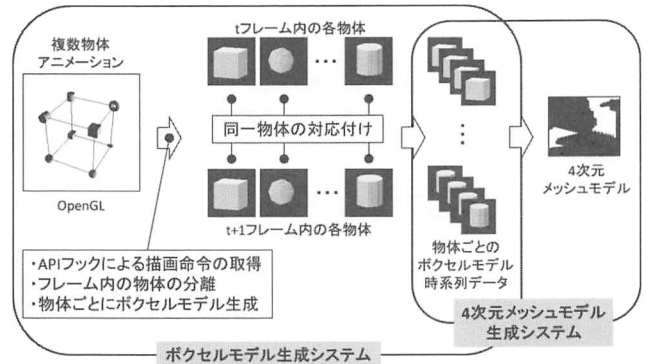 複数物体
アニメーション
OpenGL
tフレーム内の各物体
…
同一物体の対応付け
…
t+1フレーム内の各物体
・APIフックによる描画命令の取得
・フレーム内の物体の分離
・物体ごとにボクセルモデル生成
⋮
物体ごとの
ボクセルモデル
時系列データ
4次元
メッシュモデル
ボクセルモデル生成システム
4次元メッシュモデル
生成システム